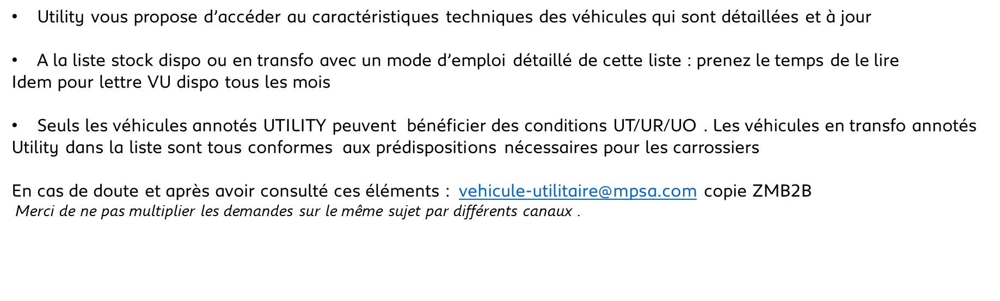 • Utility vous propose d’accéder au caractéristiques techniques des véhicules qui sont détaillées et à jour
• A la liste stock dispo ou en transfo avec un mode d’emploi détaillé de cette liste : prenez le temps de le lire
Idem pour lettre VU dispo tous les mois
• Seuls les véhicules annotés UTILITY peuvent bénéficier des conditions UT/UR/UO . Les véhicules en transfo annotés
Utility dans la liste sont tous conformes aux prédispositions nécessaires pour les carrossiers
En cas de doute et après avoir consulté ces éléments : vehicule-utilitaire@mpsa.com copie ZMB2B
Merci de ne pas multiplier les demandes sur le même sujet par différents canaux .